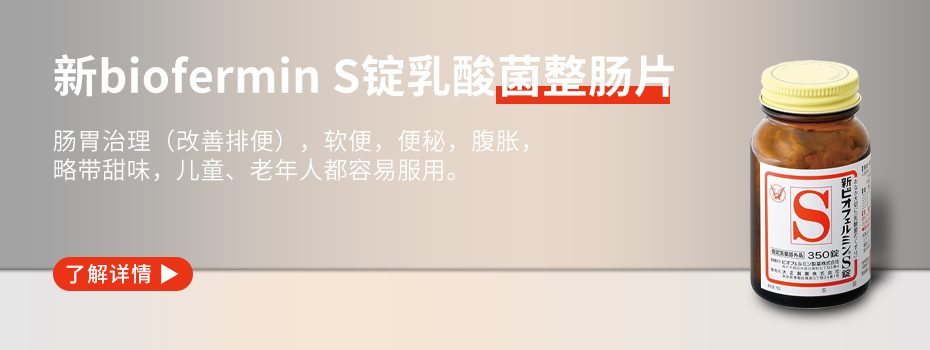 新biofermin S锭乳酸菌整肠片
肠胃治理（改善排便），软便，便秘，腹胀，
略带甜味，儿童、老年人都容易服用。
了解详情
S
新ビオフェルミンS錠
指定医薬部外品
350錠
ビオフェルミン製薬株式会社
大正製薬株式会社